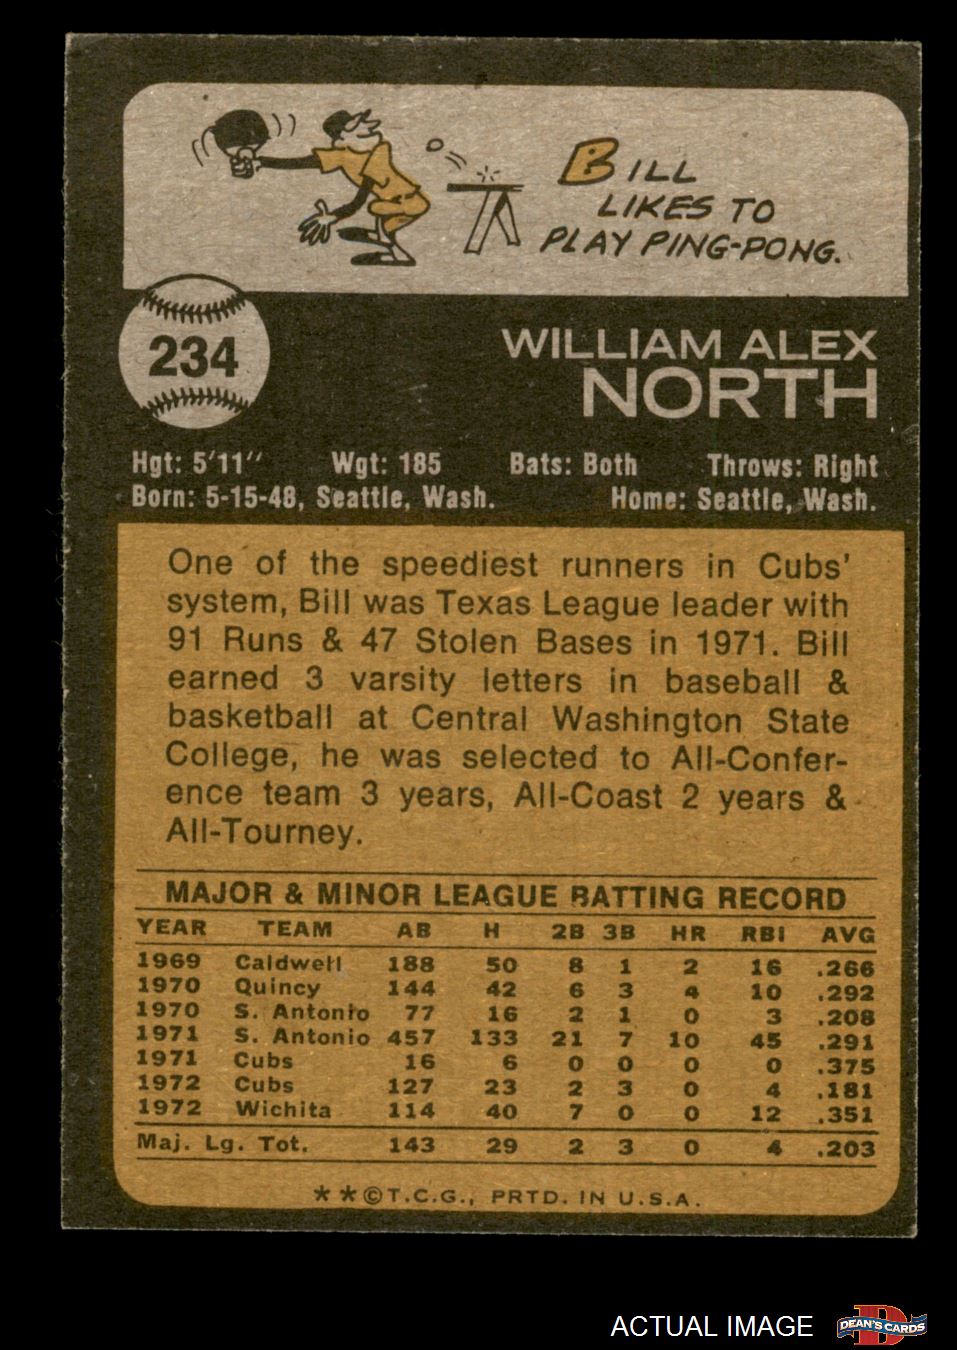 BILL
LIKES TO
PLAY PING-PONG.
234
WILLIAM ALEX
NORTH
Hgt: 5'11" Wgt: 185 Bats: Both Throws: Right
Born: 5-15-48, Seattle, Wash. Home: Seattle, Wash.
One of the speediest runners in Cubs'
system, Bill was Texas League leader with
91 Runs & 47 Stolen Bases in 1971. Bill
earned 3 varsity letters in baseball &
basketball at Central Washington State
College, he was selected to All-Confer-
ence team 3 years, All-Coast 2 years &
All-Tourney.
MAJOR & MINOR LEAGUE BATTING RECORD
YEAR TEAM AB H 2B 3B HR RBI AVG
1969 Caldwell 188 50 8 1 2 16 .266
1970 Quincy 144 42 6 3 4 10 .292
1970 S. Antonio 77 16 2 1 0 3 .208
1971 S. Antonio 457 133 21 7 10 45 .291
1971 Cubs 16 6 0 0 0 0 .375
1972 Cubs 127 23 2 3 0 4 .181
1972 Wichita 114 40 7 0 0 12 .351
Maj. Lg. Tot. 143 29 2 3 0 4 .203
**©T.C.G., PRTD. IN U.S.A.
ACTUAL IMAGE
D
DEAN'S CARDS